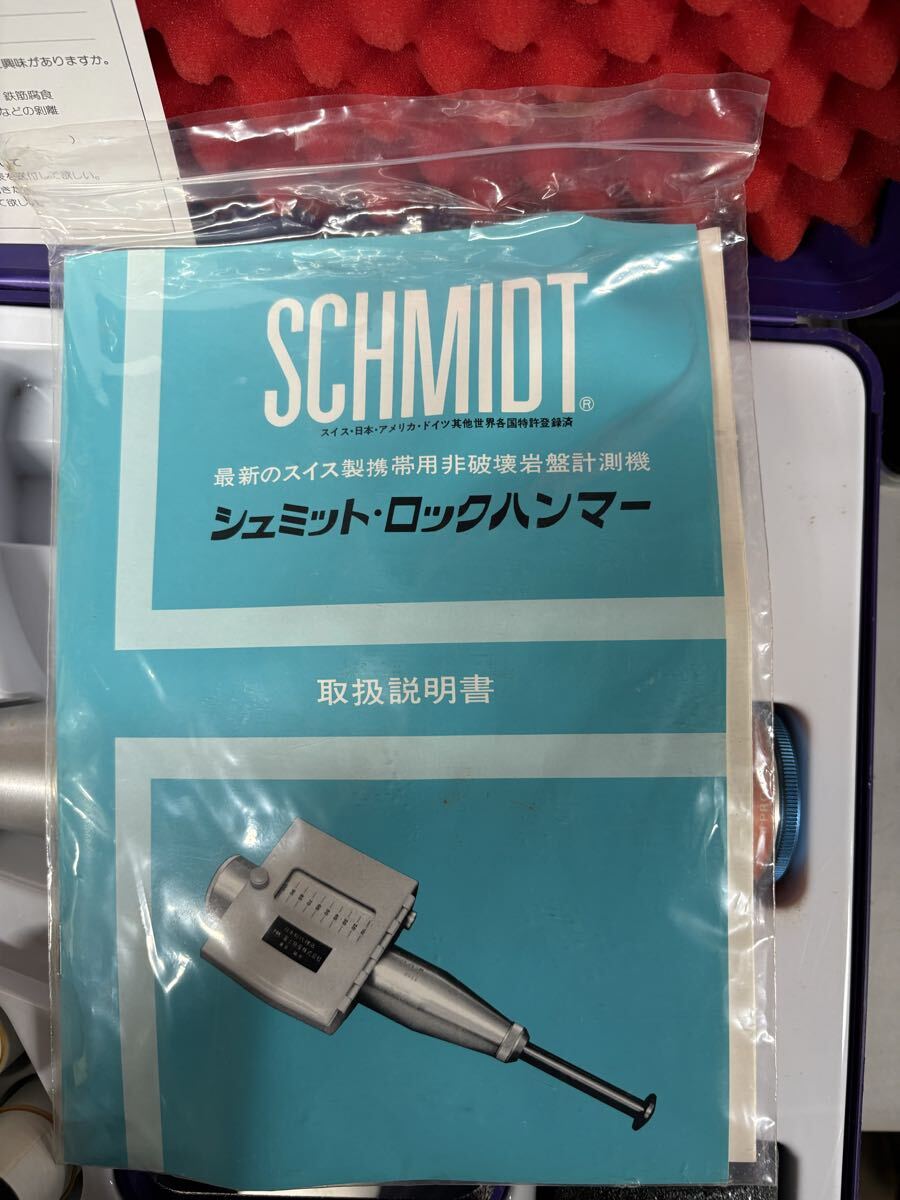 興味がありますか。
鉄筋腐食
などの剥離
)
て欲しい。
SCHMIDT®
スイス・日本・アメリカ・ドイツ其他世界各国特許登録済
最新のスイス製携帯用非破壊岩盤計測機
シュミット・ロックハンマー
取扱説明書